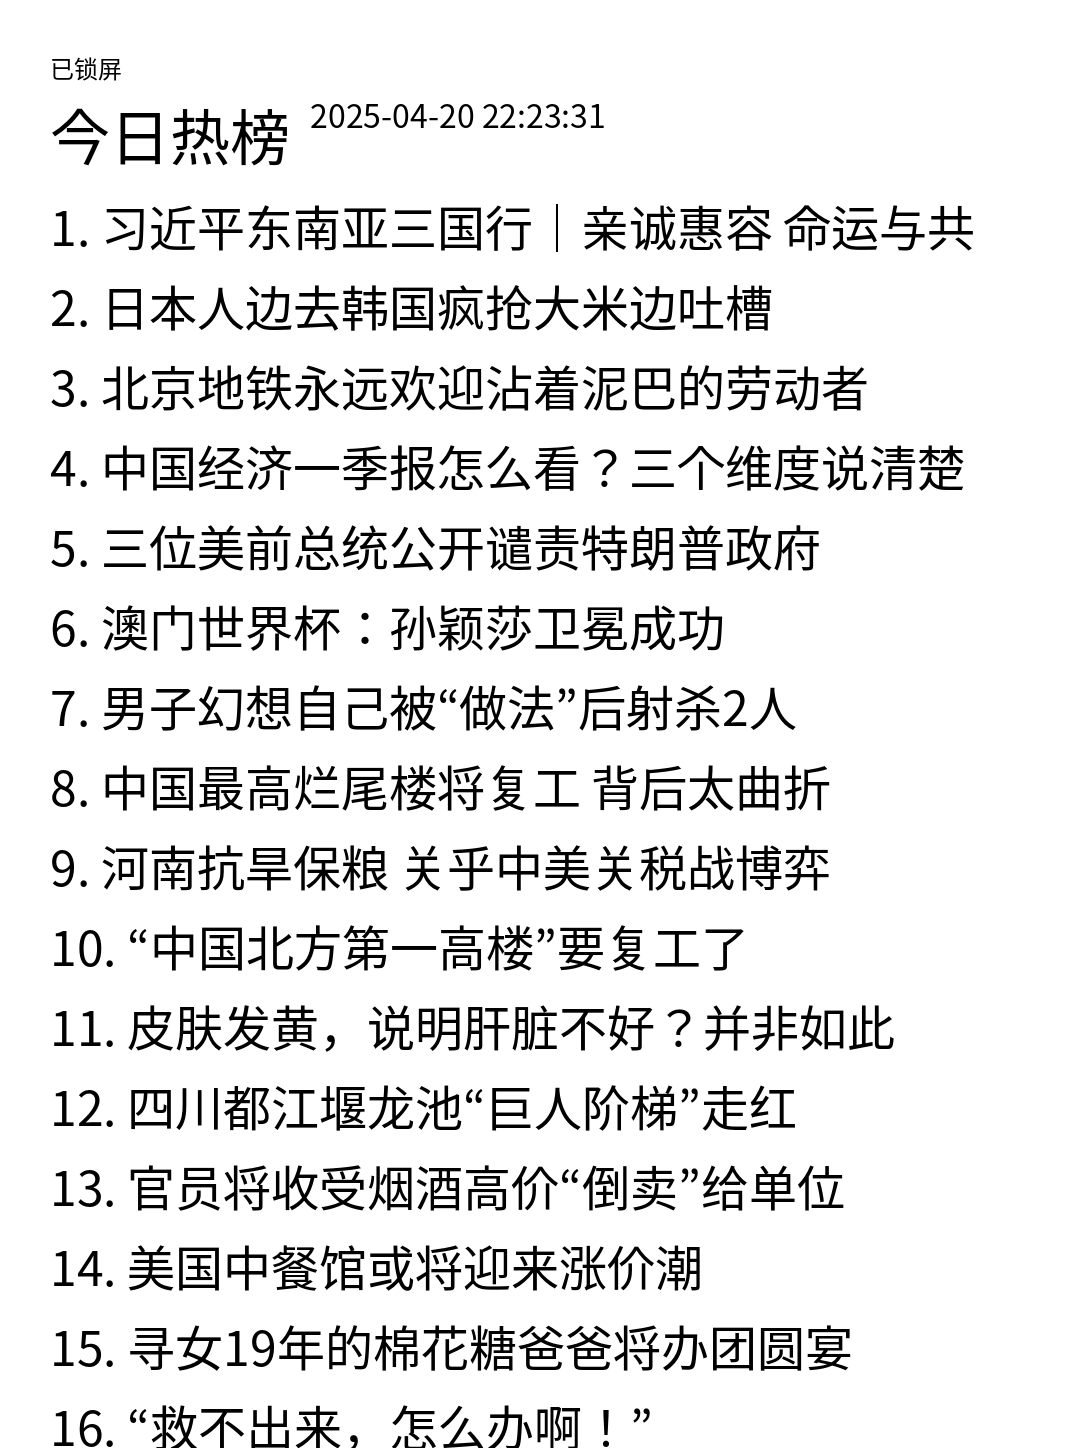 已锁屏
今日热榜 2025-04-20 22:23:31
1. 习近平东南亚三国行｜亲诚惠容 命运与共
2. 日本人边去韩国疯抢大米边吐槽
3. 北京地铁永远欢迎沾着泥巴的劳动者
4. 中国经济一季报怎么看？三个维度说清楚
5. 三位美前总统公开谴责特朗普政府
6. 澳门世界杯：孙颖莎卫冕成功
7. 男子幻想自己被“做法”后射杀2人
8. 中国最高烂尾楼将复工 背后太曲折
9. 河南抗旱保粮 关乎中美关税战博弈
10. “中国北方第一高楼”要复工了
11. 皮肤发黄，说明肝脏不好？并非如此
12. 四川都江堰龙池“巨人阶梯”走红
13. 官员将收受烟酒高价“倒卖”给单位
14. 美国中餐馆或将迎来涨价潮
15. 寻女19年的棉花糖爸爸将办团圆宴
16. “救不出来，怎么办啊！”